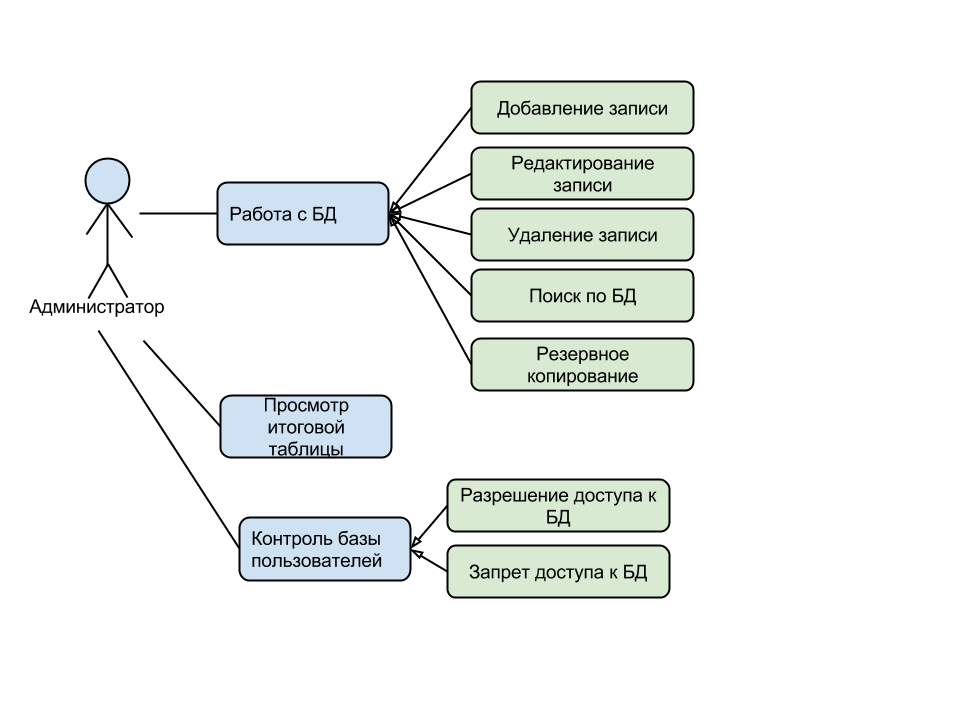 Добавление записи
Редактирование
записи
Работа с БД
Удаление записи
Поиск по БД
Администратор
Резервное
копирование
Просмотр
итоговой
таблицы
Разрешение доступа к
БД
Контроль базы
пользователей
Запрет доступа к БД